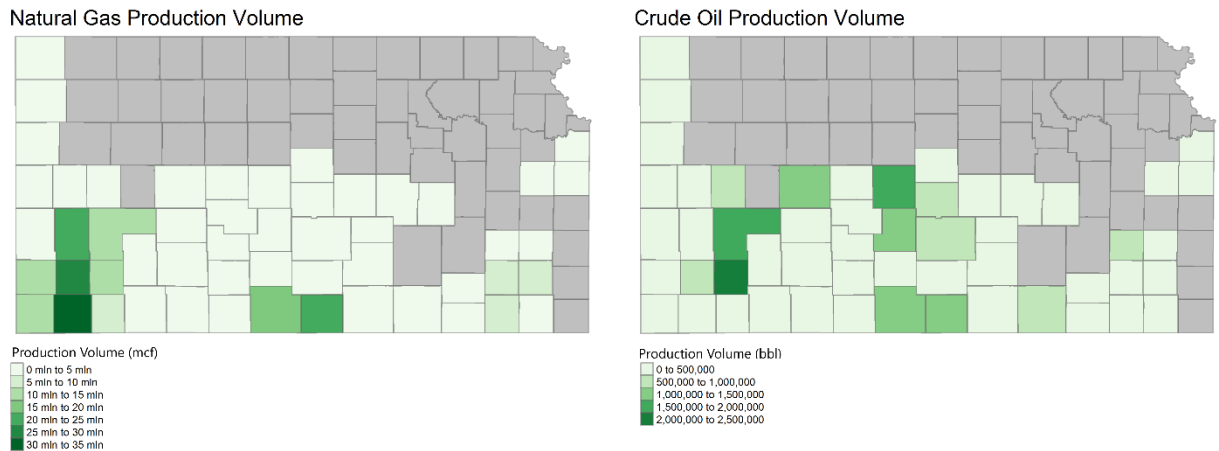 Natural Gas Production Volume
Crude Oil Production Volume
Production Volume (mcf)
0 mln to 5 mln
5 mln to 10 mln
10 mln to 15 mln
15 mln to 20 mln
20 mln to 25 mln
25 mln to 30 mln
30 mln to 35 mln
Production Volume (bbl)
0 to 500,000
500,000 to 1,000,000
1,000,000 to 1,500,000
1,500,000 to 2,000,000
2,000,000 to 2,500,000